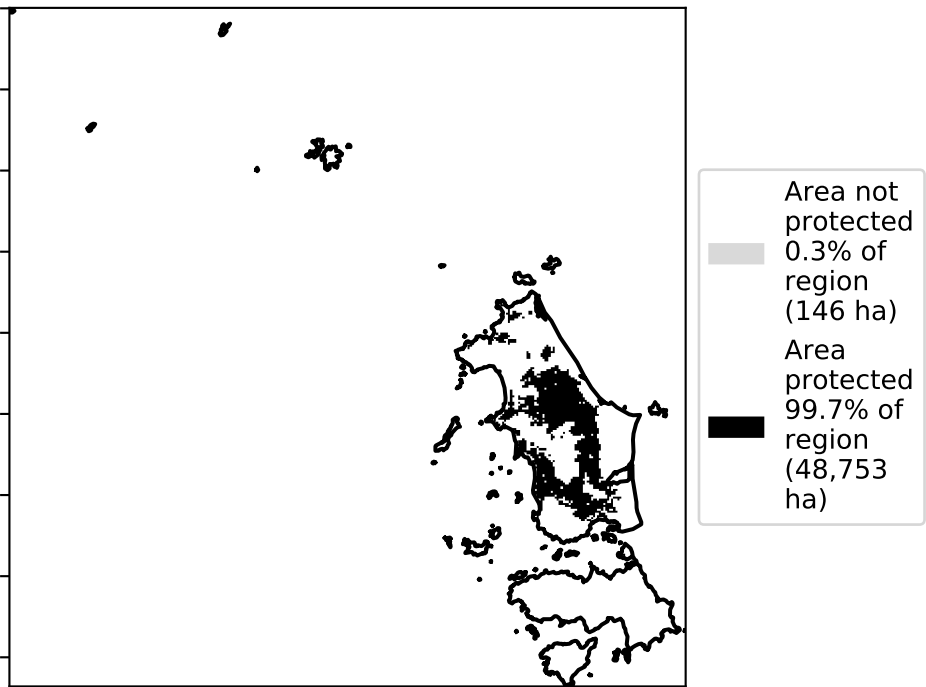 Area not
protected
0.3% of
region
(146 ha)
Area
protected
99.7% of
region
(48,753
ha)